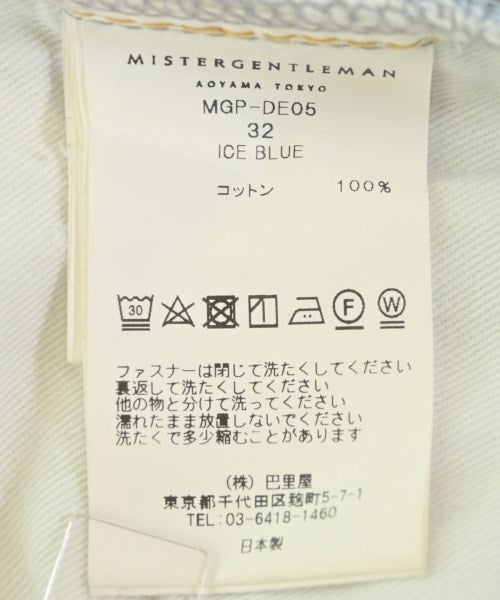 MISTERGENTLEMAN
AOYAMA TOKYO
MGP-DE05
32
ICE BLUE
コットン 100%
30 F W
ファスナーは閉じて洗たくしてください
裏返して洗たくしてください
他の物と分けて洗ってください
濡れたまま放置しないでください
洗たくで多少縮むことがあります
(株) 巴里屋
東京都千代田区麹町5-7-1
TEL: 03-6418-1460
日本製